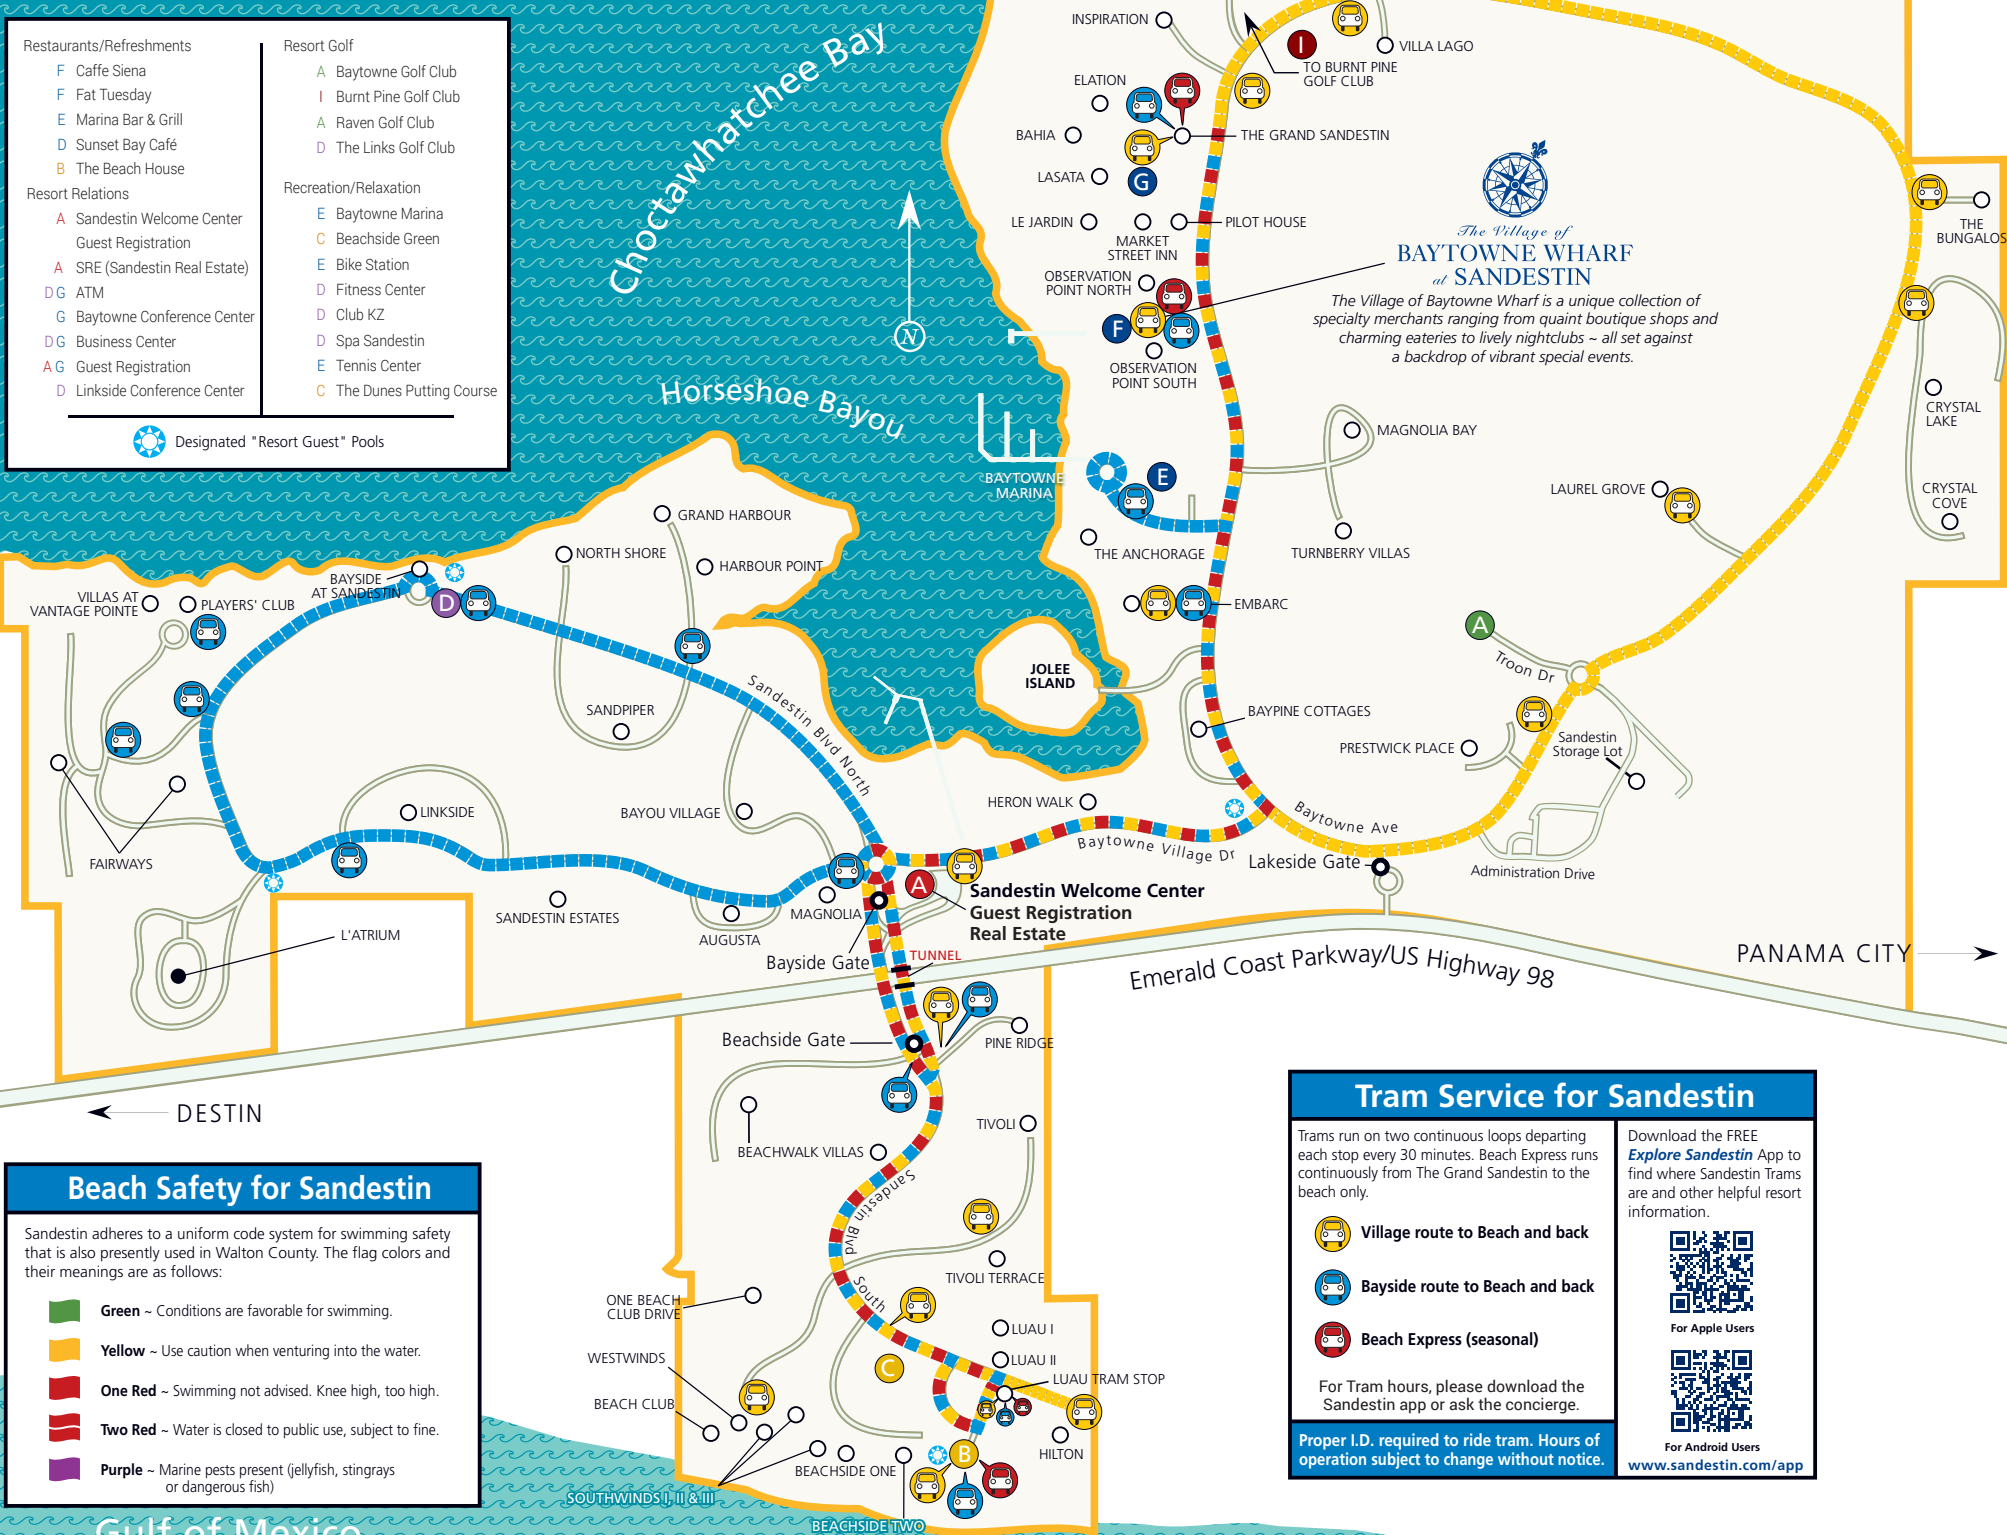 Restaurants/Refreshments
F Caffe Siena
F Fat Tuesday
E Marina Bar & Grill
D Sunset Bay Café
B The Beach House
Resort Relations
A Sandestin Welcome Center
Guest Registration
A SRE (Sandestin Real Estate)
D G ATM
G Baytowne Conference Center
D G Business Center
A G Guest Registration
D Linkside Conference Center
Resort Golf
A Baytowne Golf Club
I Burnt Pine Golf Club
A Raven Golf Club
D The Links Golf Club
Recreation/Relaxation
E Baytowne Marina
C Beachside Green
E Bike Station
D Fitness Center
D Club KZ
D Spa Sandestin
E Tennis Center
C The Dunes Putting Course
Designated "Resort Guest" Pools
Choctawhatchee Bay
N
Horseshoe Bayou
INSPIRATION
I
VILLA LAGO
TO BURNT PINE
GOLF CLUB
ELATION
BAHIA
THE GRAND SANDESTIN
LASATA
G
LE JARDIN
MARKET
STREET INN
PILOT HOUSE
OBSERVATION
POINT NORTH
F
OBSERVATION
POINT SOUTH
The Village of
BAYTOWNE WHARF
at SANDESTIN
The Village of Baytowne Wharf is a unique collection of
specialty merchants ranging from quaint boutique shops and
charming eateries to lively nightclubs ~ all set against
a backdrop of vibrant special events.
THE
BUNGALOS
CRYSTAL
LAKE
CRYSTAL
COVE
MAGNOLIA BAY
LAUREL GROVE
TURNBERRY VILLAS
BAYTOWNE
MARINA
E
THE ANCHORAGE
EMBARC
GRAND HARBOUR
NORTH SHORE
HARBOUR POINT
BAYSIDE
AT SANDESTIN
D
VILLAS AT
VANTAGE POINTE
PLAYERS' CLUB
JOLEE
ISLAND
A
Troon Dr
BAYPINE COTTAGES
PRESTWICK PLACE
Sandestin
Storage Lot
SANDPIPER
Sandestin Blvd North
BAYOU VILLAGE
LINKSIDE
FAIRWAYS
HERON WALK
Baytowne Ave
Baytowne Village Dr
Lakeside Gate
Administration Drive
A
Sandestin Welcome Center
Guest Registration
Real Estate
MAGNOLIA
SANDESTIN ESTATES
AUGUSTA
L'ATRIUM
Bayside Gate
TUNNEL
Emerald Coast Parkway/US Highway 98
PANAMA CITY
Beachside Gate
PINE RIDGE
DESTIN
BEACHWALK VILLAS
TIVOLI
Sandestin Blvd South
TIVOLI TERRACE
ONE BEACH
CLUB DRIVE
LUAU I
LUAU II
WESTWINDS
C
LUAU TRAM STOP
BEACH CLUB
HILTON
B
BEACHSIDE ONE
SOUTHWINDS I, II & III
BEACHSIDE TWO
Gulf of Mexico
Beach Safety for Sandestin
Sandestin adheres to a uniform code system for swimming safety
that is also presently used in Walton County. The flag colors and
their meanings are as follows:
Green ~ Conditions are favorable for swimming.
Yellow ~ Use caution when venturing into the water.
One Red ~ Swimming not advised. Knee high, too high.
Two Red ~ Water is closed to public use, subject to fine.
Purple ~ Marine pests present (jellyfish, stingrays
or dangerous fish)
Tram Service for Sandestin
Trams run on two continuous loops departing
each stop every 30 minutes. Beach Express runs
continuously from The Grand Sandestin to the
beach only.
Village route to Beach and back
Bayside route to Beach and back
Beach Express (seasonal)
For Tram hours, please download the
Sandestin app or ask the concierge.
Proper I.D. required to ride tram. Hours of
operation subject to change without notice.
Download the FREE
Explore Sandestin App to
find where Sandestin Trams
are and other helpful resort
information.
For Apple Users
For Android Users
www.sandestin.com/app